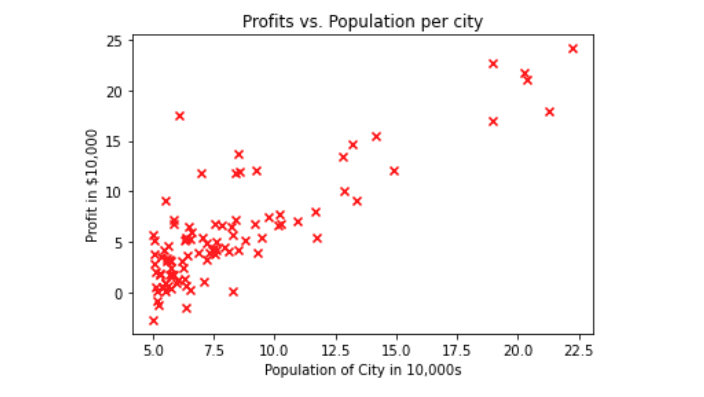 Profits vs. Population per city
25
20
15
10
5
0
Profit in $10,000
5.0 7.5 10.0 12.5 15.0 17.5 20.0 22.5
Population of City in 10,000s